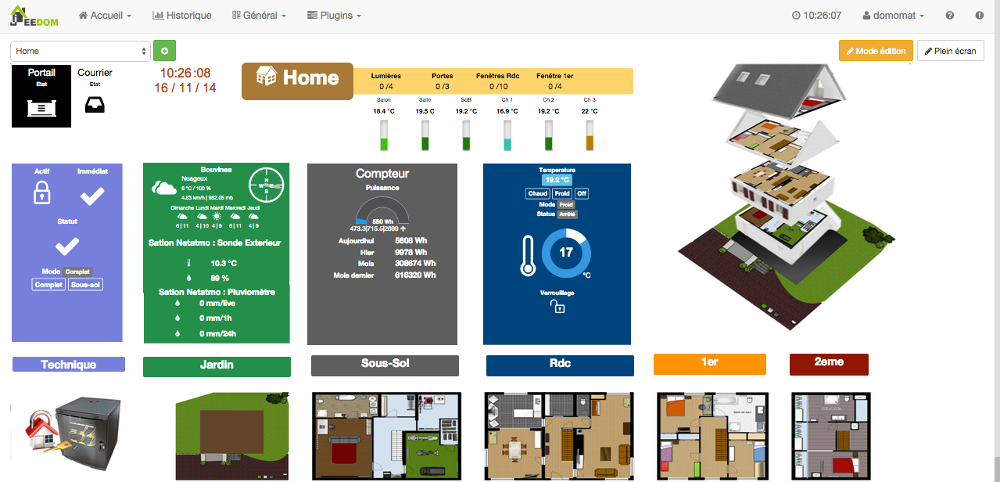 JEEDOM
Accueil
Historique
Général
Plugins
10:26:07
domomat
Home
Mode édition
Plein écran
Portail
Etat
Courrier
Etat
10:26:08
16 / 11 / 14
Home
Lumières Portes Fenêtres Rdc Fenêtre 1er
0 /4 0 /3 0 /10 0 /4
Salon Salle SdB Ch 1 Ch 2 Ch 3
18.4 °C 19.5 C 19.2 °C 16.9 °C 19.2 °C 22 °C
Actif Immédiat
Statut
Mode Complet
Complet Sous-sol
Bouvines
Nuageux
9 °C / 100 %
4.83 km/h | 982.05 mb
Dimanche Lundi Mardi Mercredi Jeudi
6 | 11 4 | 10 4 | 9 6 | 11 4 | 9
Sation Netatmo : Sonde Exterieur
10.3 °C
89 %
Sation Netatmo : Pluviomètre
0 mm/live
0 mm/1h
0 mm/24h
Compteur
Puissance
550 Wh
473.3|715.5|2999
Aujourdhui 5608 Wh
Hier 9978 Wh
Mois 308674 Wh
Mois dernier 616320 Wh
Temperature
19.2 °C
Chaud Froid Off
Mode Froid
Status Arrêté
17
°C
Verrouillage
Technique
Jardin
Sous-Sol
Rdc
1er
2eme